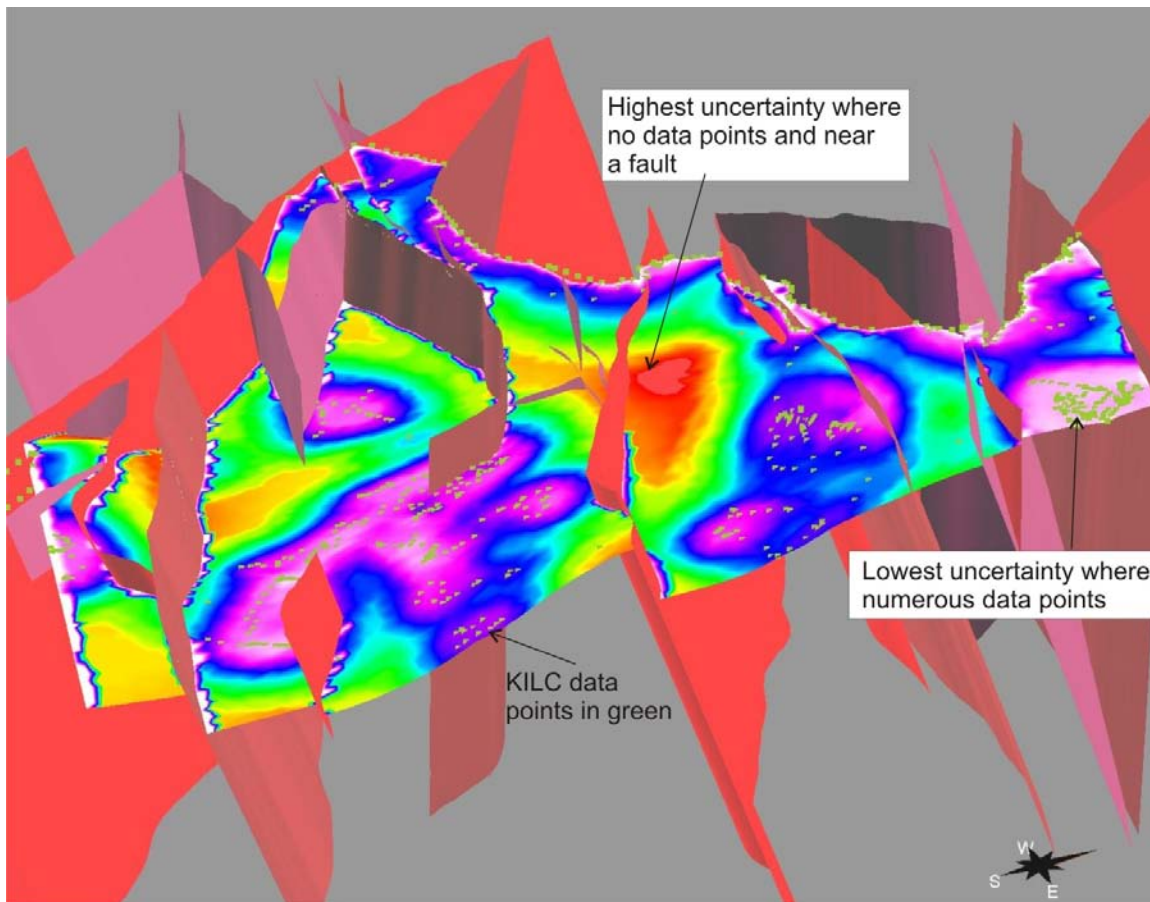 Highest uncertainty where
no data points and near
a fault
Lowest uncertainty where
numerous data points
KILC data
points in green
W
S
E